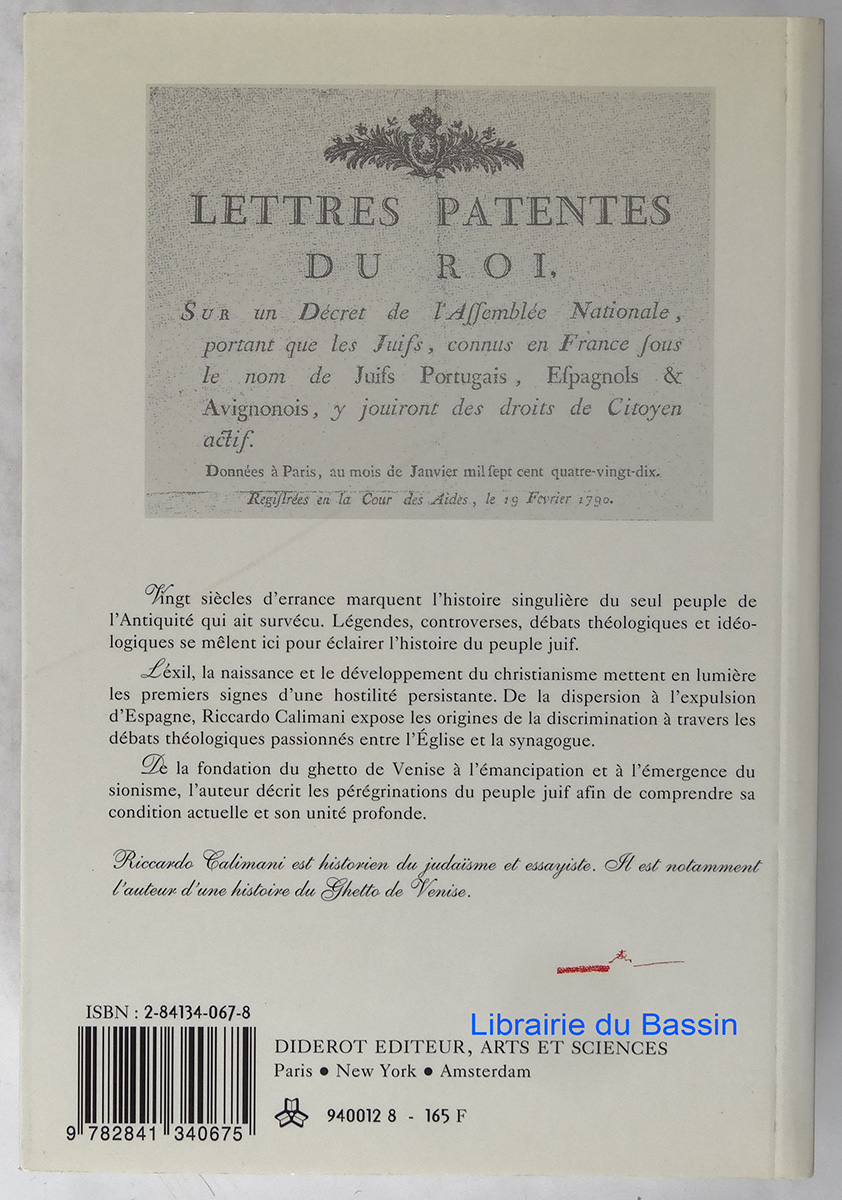 LETTRES PATENTES
DU ROI,
SUR un Décret de l'Aſſemblée Nationale,
portant que les Juifs, connus en France ſous
le nom de Juifs Portugais, Eſpagnols &
Avignonois, y jouiront des droits de Citoyen
actif.
Données à Paris, au mois de Janvier mil ſept cent quatre-vingt-dix.
Regiſtrées en la Cour des Aides, le 19 Février 1790.
Vingt siècles d'errance marquent l'histoire singulière du seul peuple de
l'Antiquité qui ait survécu. Légendes, controverses, débats théologiques et idéo-
logiques se mêlent ici pour éclairer l'histoire du peuple juif.
L'éxil, la naissance et le développement du christianisme mettent en lumière
les premiers signes d'une hostilité persistante. De la dispersion à l'expulsion
d'Espagne, Riccardo Calimani expose les origines de la discrimination à travers les
débats théologiques passionnés entre l'Église et la synagogue.
De la fondation du ghetto de Venise à l'émancipation et à l'émergence du
sionisme, l'auteur décrit les pérégrinations du peuple juif afin de comprendre sa
condition actuelle et son unité profonde.
Riccardo Calimani est historien du judaïsme et essayiste. Il est notamment
l'auteur d'une histoire du Ghetto de Venise.
ISBN : 2-84134-067-8
Librairie du Bassin
DIDEROT EDITEUR, ARTS ET SCIENCES
Paris ● New York ● Amsterdam
940012 8 - 165 F
9 782841 340675